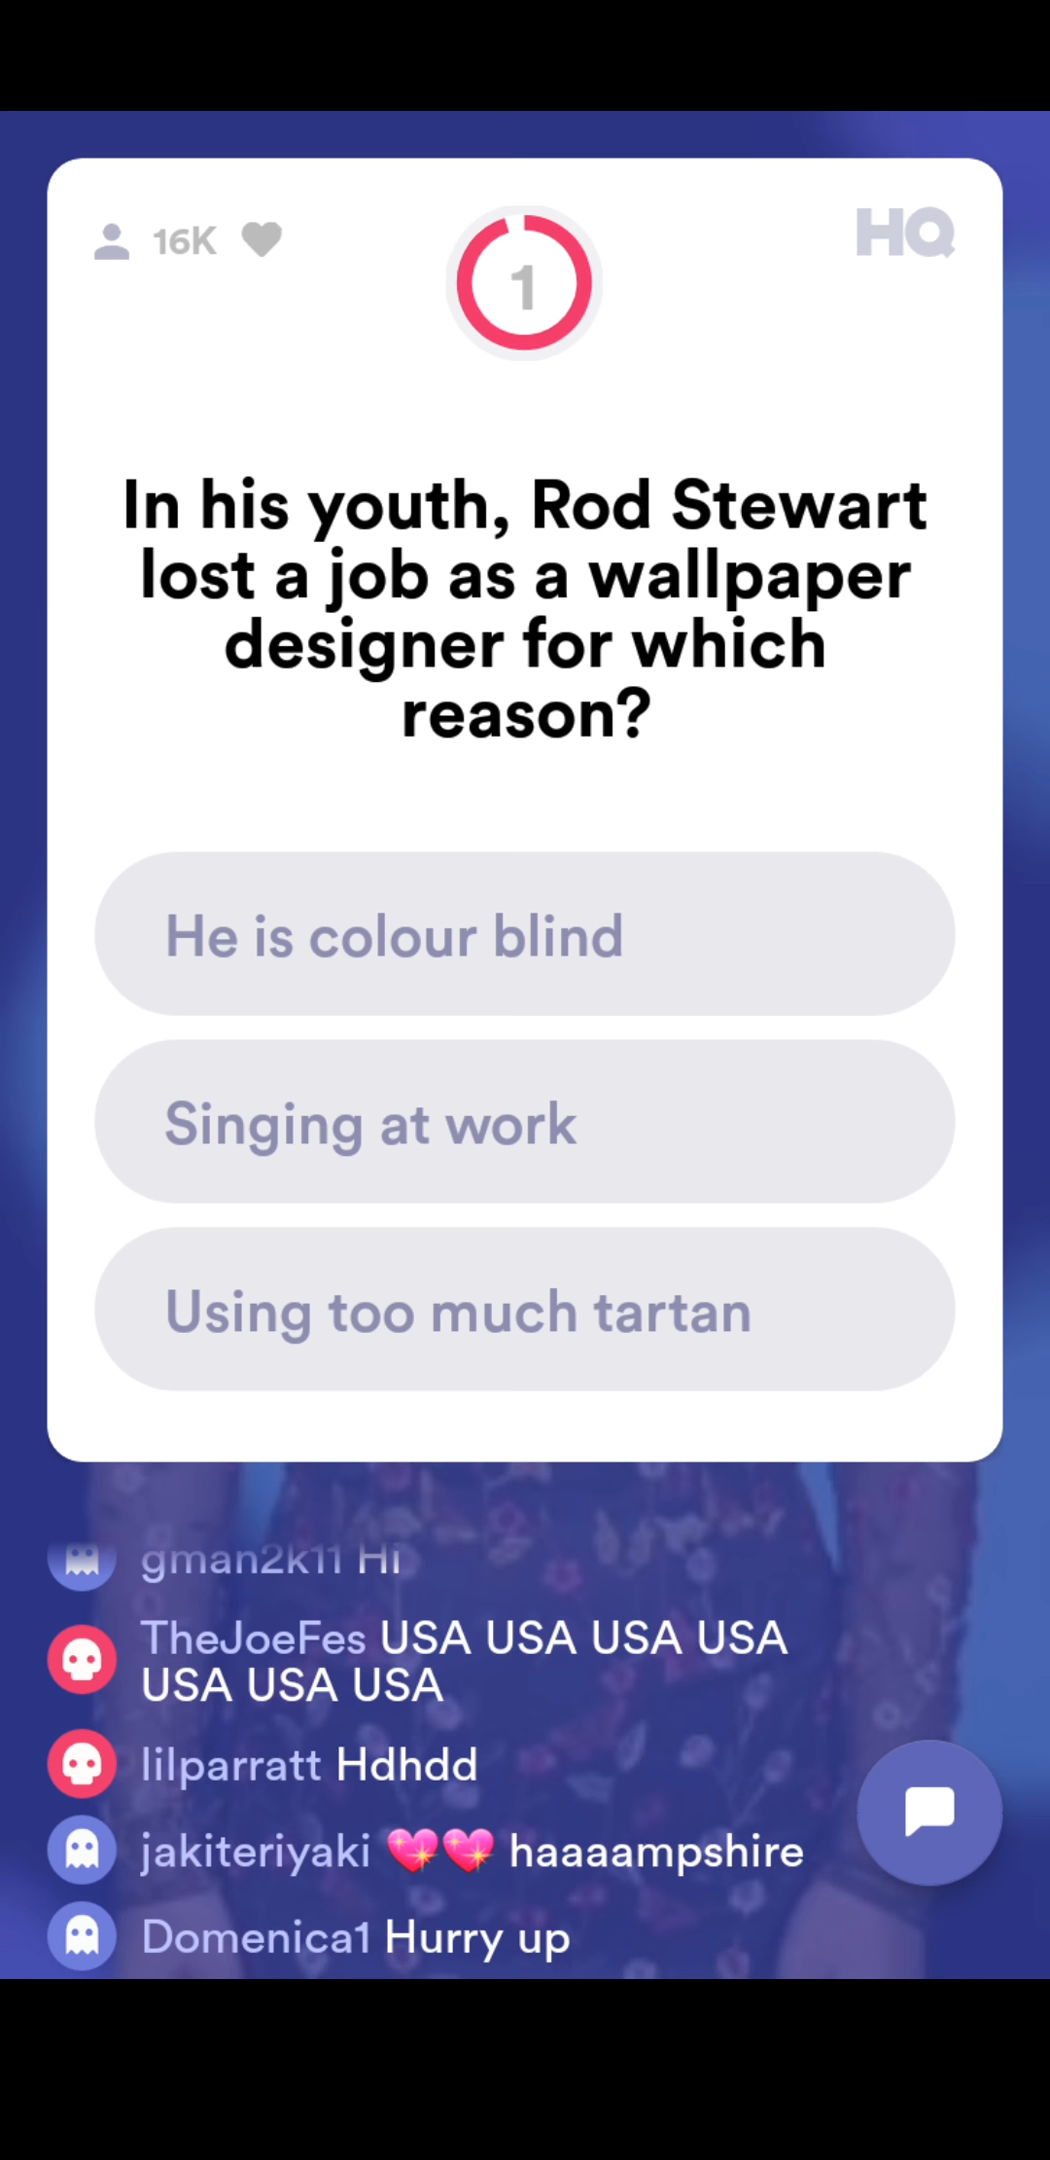 16K
HQ
1
In his youth, Rod Stewart
lost a job as a wallpaper
designer for which
reason?
He is colour blind
Singing at work
Using too much tartan
gman2k11 Hi
TheJoeFes USA USA USA USA
USA USA USA
lilparratt Hdhdd
jakiteriyaki 💖💖 haaaampshire
Domenica1 Hurry up